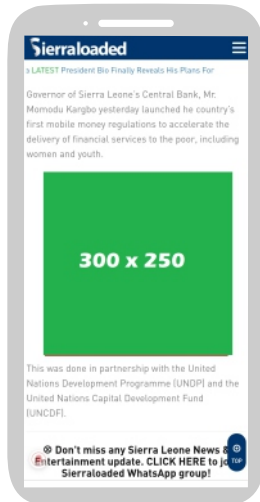 Sierraloaded
> LATEST President Bio Finally Reveals His Plans For
Governor of Sierra Leone's Central Bank, Mr.
Momodu Kargbo yesterday launched he country's
first mobile money regulations to accelerate the
delivery of financial services to the poor, including
women and youth.
300 x 250
This was done in partnership with the United
Nations Development Programme (UNDP) and the
United Nations Capital Development Fund
(UNCDF).
⊗ Don't miss any Sierra Leone News &
Entertainment update. CLICK HERE to jo
Sierraloaded WhatsApp group!
TOP